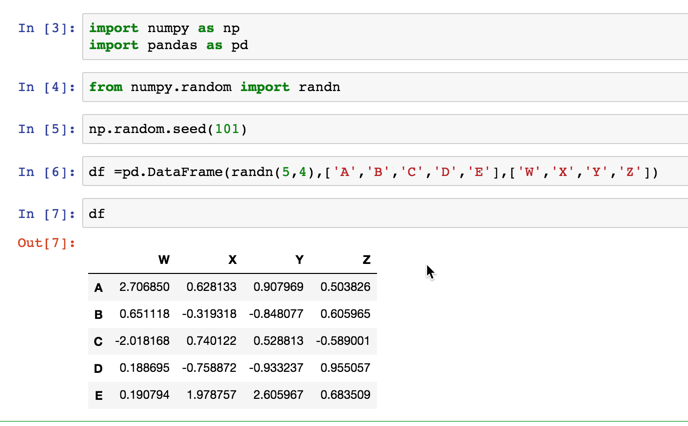 In [3]: import numpy as np
import pandas as pd
In [4]: from numpy.random import randn
In [5]: np.random.seed(101)
In [6]: df =pd.DataFrame(randn(5,4),['A','B','C','D','E'],['W','X','Y','Z'])
In [7]: df
Out[7]:
W X Y Z
A 2.706850 0.628133 0.907969 0.503826
B 0.651118 -0.319318 -0.848077 0.605965
C -2.018168 0.740122 0.528813 -0.589001
D 0.188695 -0.758872 -0.933237 0.955057
E 0.190794 1.978757 2.605967 0.683509